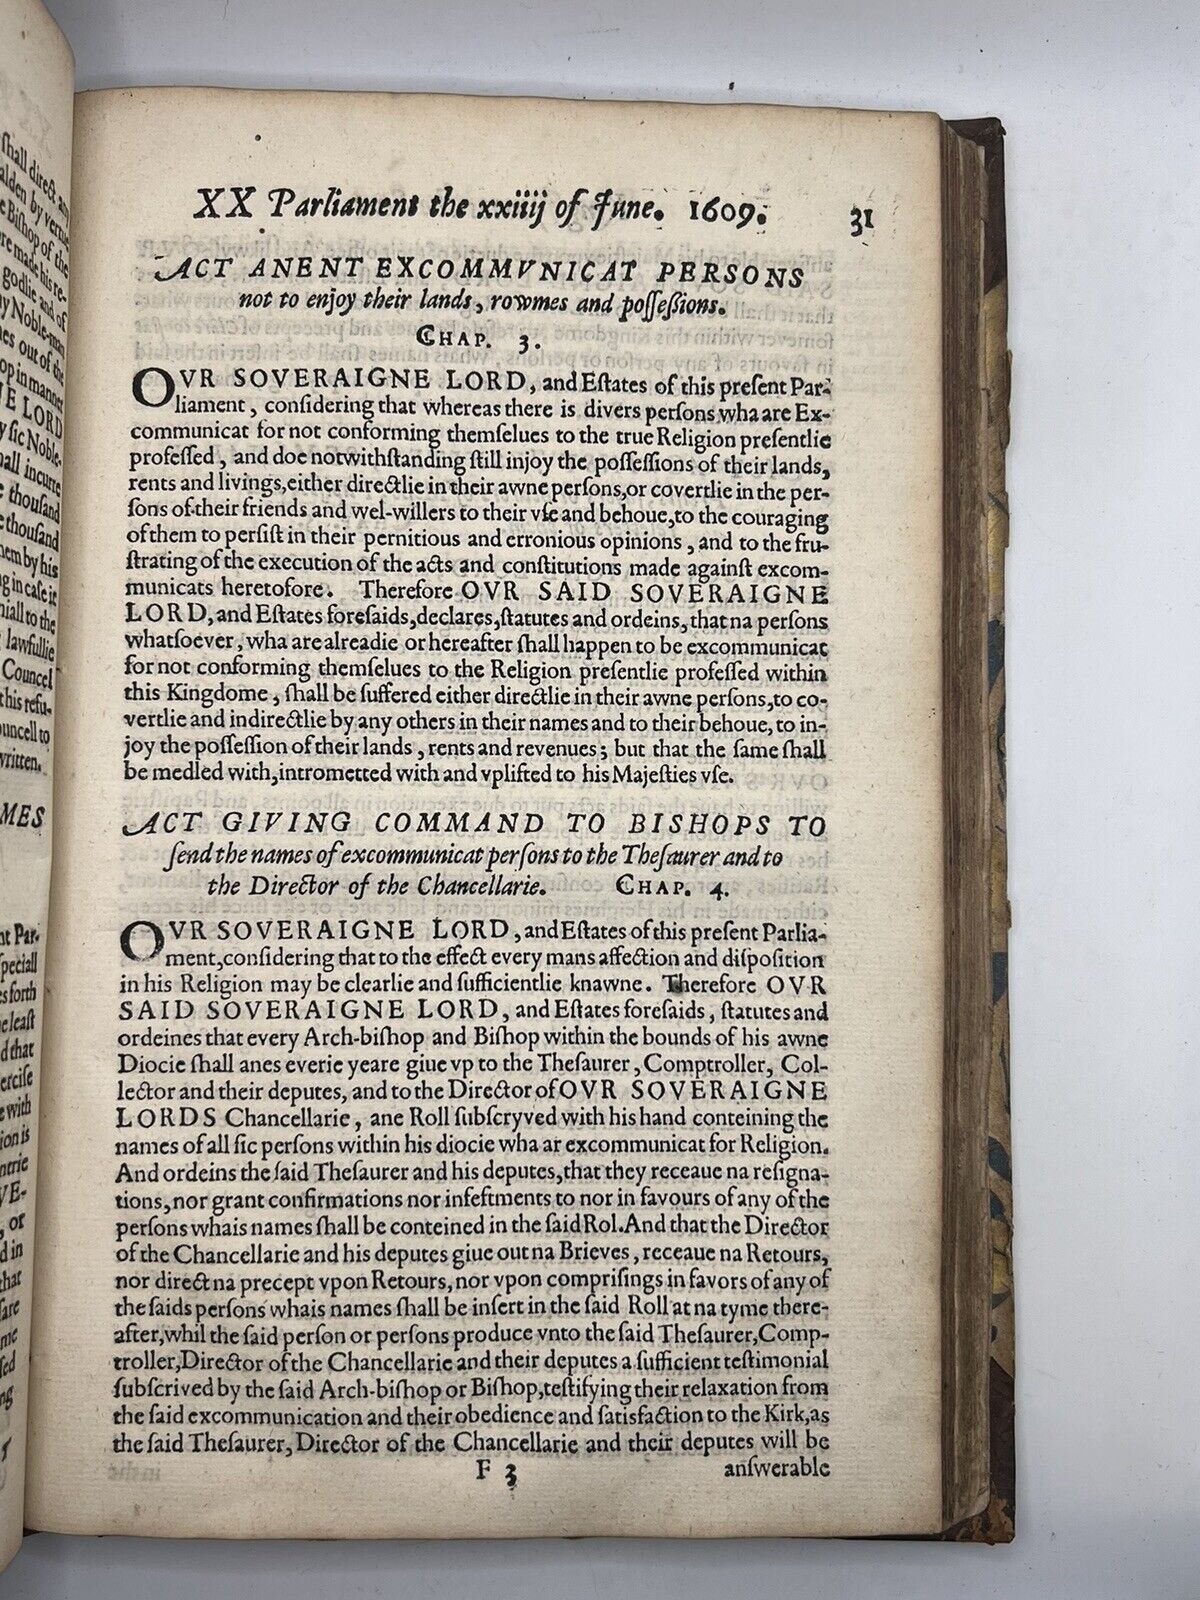 XX Parliament the xxiiij of June. 1609.
31
ACT ANENT EXCOMMVNICAT PERSONS
not to enjoy their lands, rowmes and poſſeſsions.
CHAP. 3.
OVR SOVERAIGNE LORD, and Eſtates of this preſent Par-
liament, conſidering that whereas there is divers perſons wha are Ex-
communicat for not conforming themſelues to the true Religion preſentlie
profeſſed, and doe notwithſtanding ſtill injoy the poſſeſſions of their lands,
rents and livings, either directlie in their awne perſons, or covertlie in the per-
ſons of their friends and wel-willers to their vſe and behoue, to the couraging
of them to perſiſt in their pernitious and erronious opinions, and to the fru-
ſtrating of the execution of the acts and conſtitutions made againſt excom-
municats heretofore. Therefore OVR SAID SOVERAIGNE
LORD, and Eſtates foreſaids, declares, ſtatutes and ordeins, that na perſons
whatſoever, wha are alreadie or hereafter ſhall happen to be excommunicat
for not conforming themſelues to the Religion preſentlie profeſſed within
this Kingdome, ſhall be ſuffered either directlie in their awne perſons, to co-
vertlie and indirectlie by any others in their names and to their behoue, to in-
joy the poſſeſſion of their lands, rents and revenues; but that the ſame ſhall
be medled with, intrometted with and vplifted to his Majeſties vſe.
ACT GIVING COMMAND TO BISHOPS TO
ſend the names of excommunicat perſons to the Theſaurer and to
the Director of the Chancellarie. CHAP. 4.
OVR SOVERAIGNE LORD, and Eſtates of this preſent Parlia-
ment, conſidering that to the effect every mans affection and diſpoſition
in his Religion may be clearlie and ſufficientlie knawne. Therefore OVR
SAID SOVERAIGNE LORD, and Eſtates foreſaids, ſtatutes and
ordeines that every Arch-biſhop and Biſhop within the bounds of his awne
Diocie ſhall anes everie yeare giue vp to the Theſaurer, Comptroller, Col-
lector and their deputes, and to the Director of OVR SOVERAIGNE
LORDS Chancellarie, ane Roll ſubſcryved with his hand conteining the
names of all ſic perſons within his diocie wha ar excommunicat for Religion.
And ordeins the ſaid Theſaurer and his deputes, that they receaue na reſigna-
tions, nor grant confirmations nor infeftments to nor in favours of any of the
perſons whais names ſhall be conteined in the ſaid Rol. And that the Director
of the Chancellarie and his deputes giue out na Brieves, receaue na Retours,
nor direct na precept vpon Retours, nor vpon compriſings in favors of any of
the ſaids perſons whais names ſhall be inſert in the ſaid Roll at na tyme there-
after, whil the ſaid perſon or perſons produce vnto the ſaid Theſaurer, Comp-
troller, Director of the Chancellarie and their deputes a ſufficient teſtimonial
ſubſcrived by the ſaid Arch-biſhop or Biſhop, teſtifying their relaxation from
the ſaid excommunication and their obedience and ſatisfaction to the Kirk, as
the ſaid Theſaurer, Director of the Chancellarie and their deputes will be
F 3
anſwerable